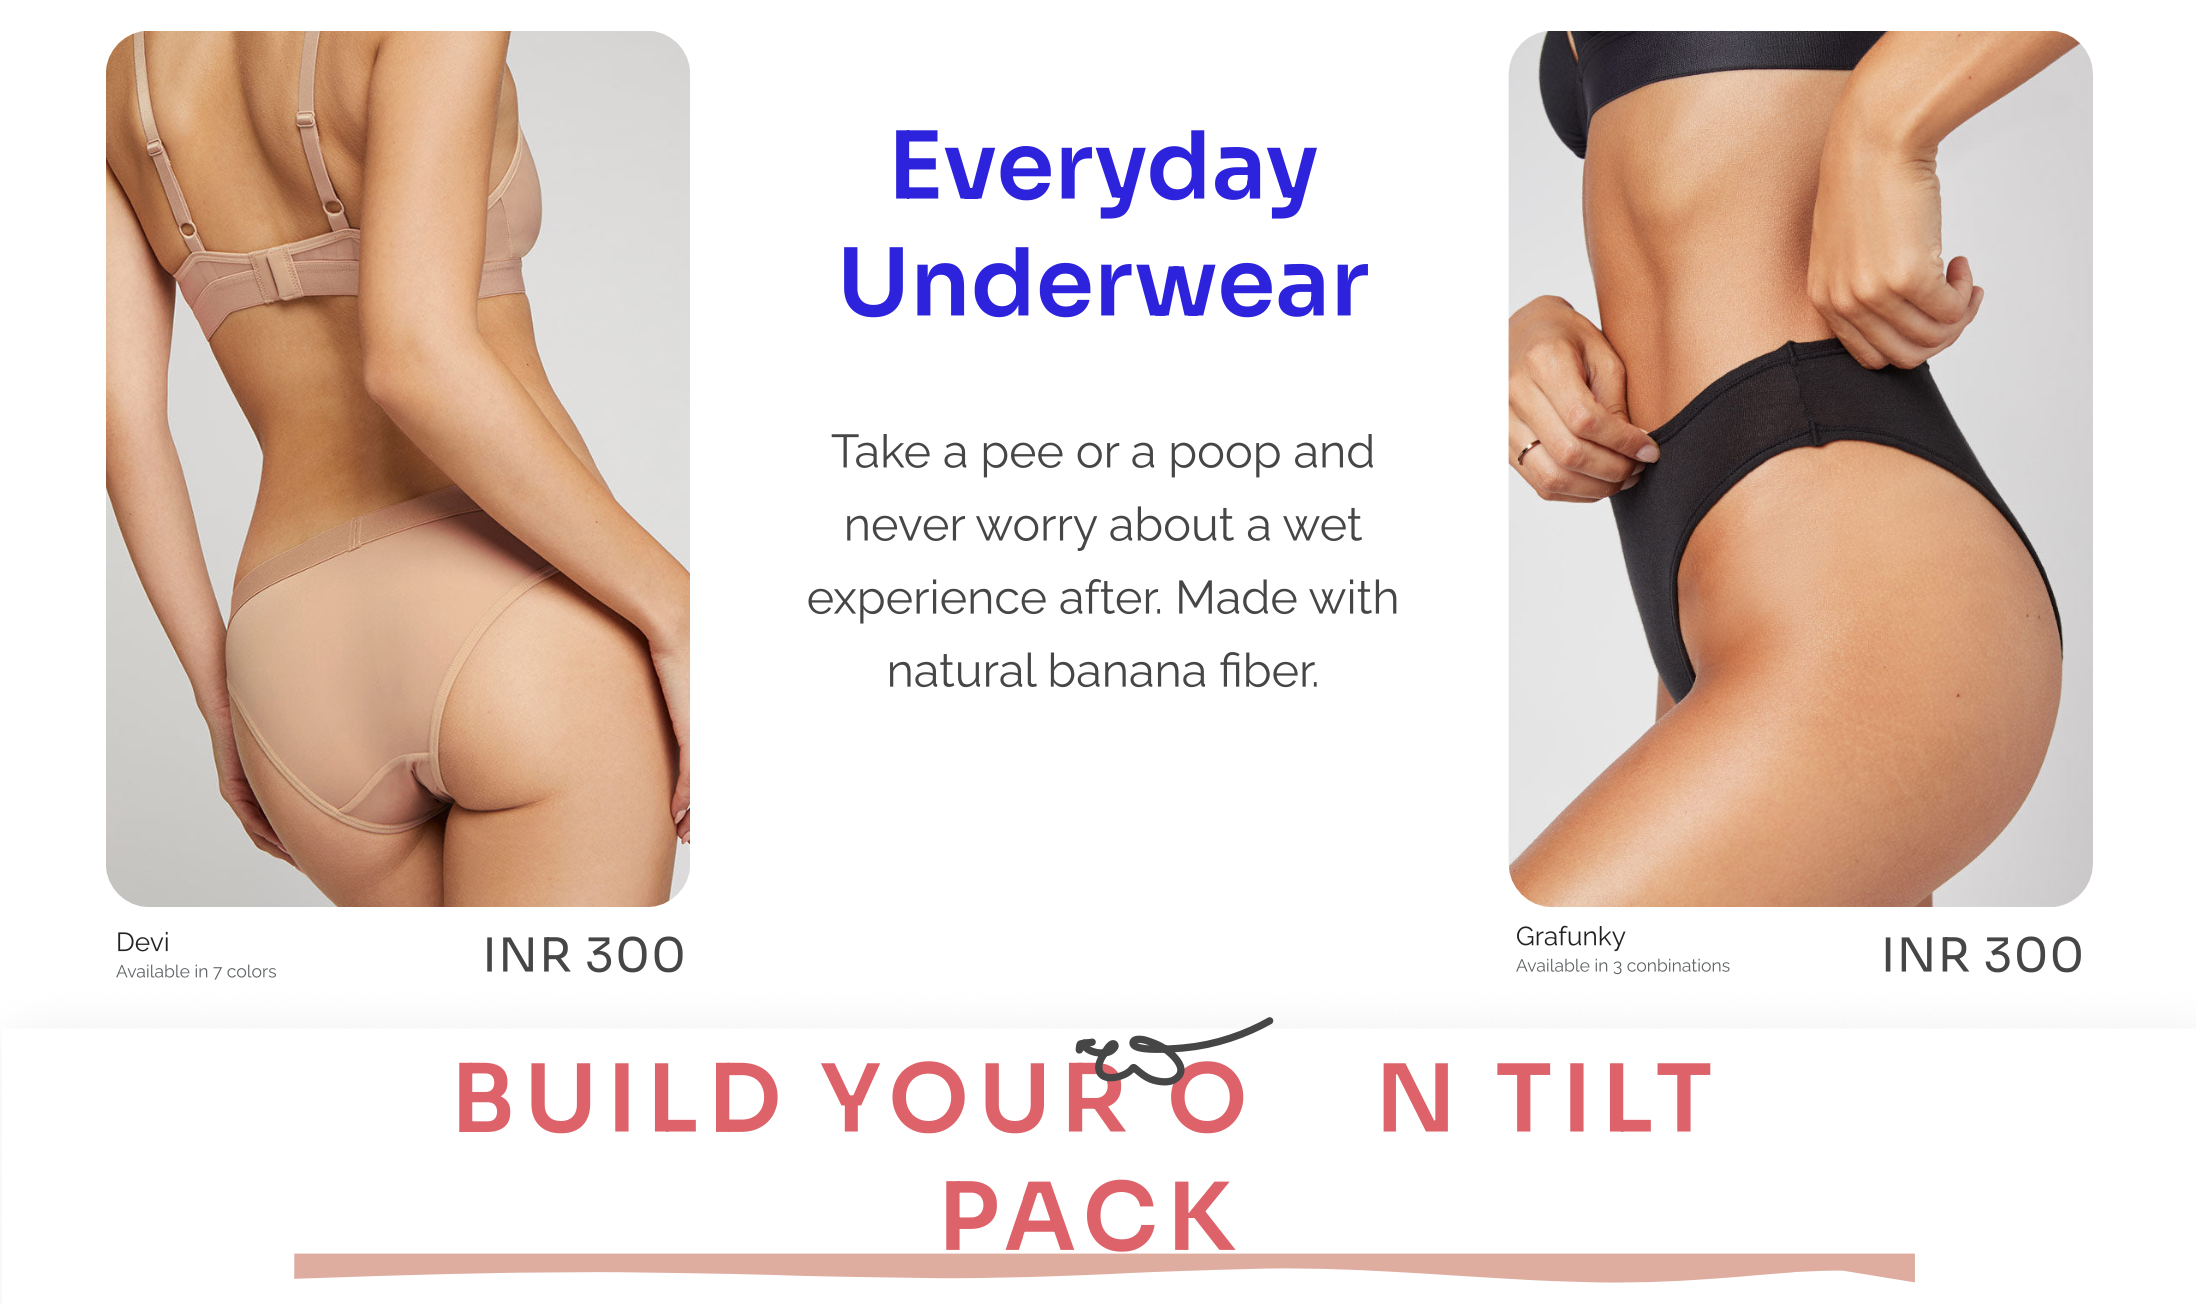 Everyday
Underwear
Take a pee or a poop and
never worry about a wet
experience after. Made with
natural banana fiber.
Devi
Available in 7 colors
INR 300
Grafunky
Available in 3 conbinations
INR 300
BUILD YOUR O N TILT
PACK